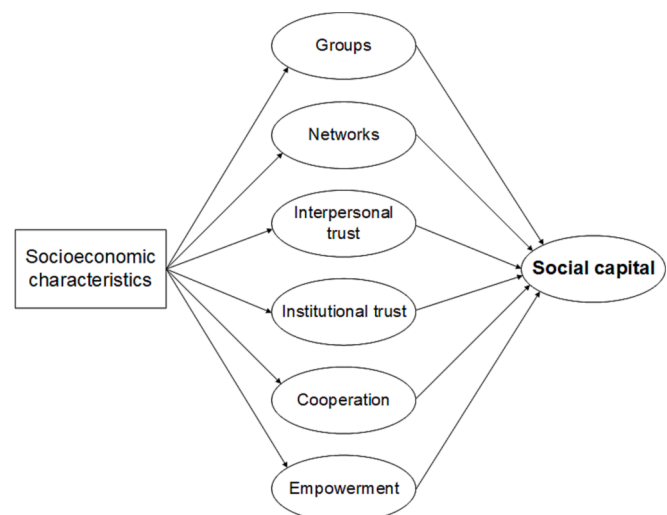 Groups
Networks
Interpersonal
trust
Socioeconomic
characteristics
Social capital
Institutional trust
Cooperation
Empowerment